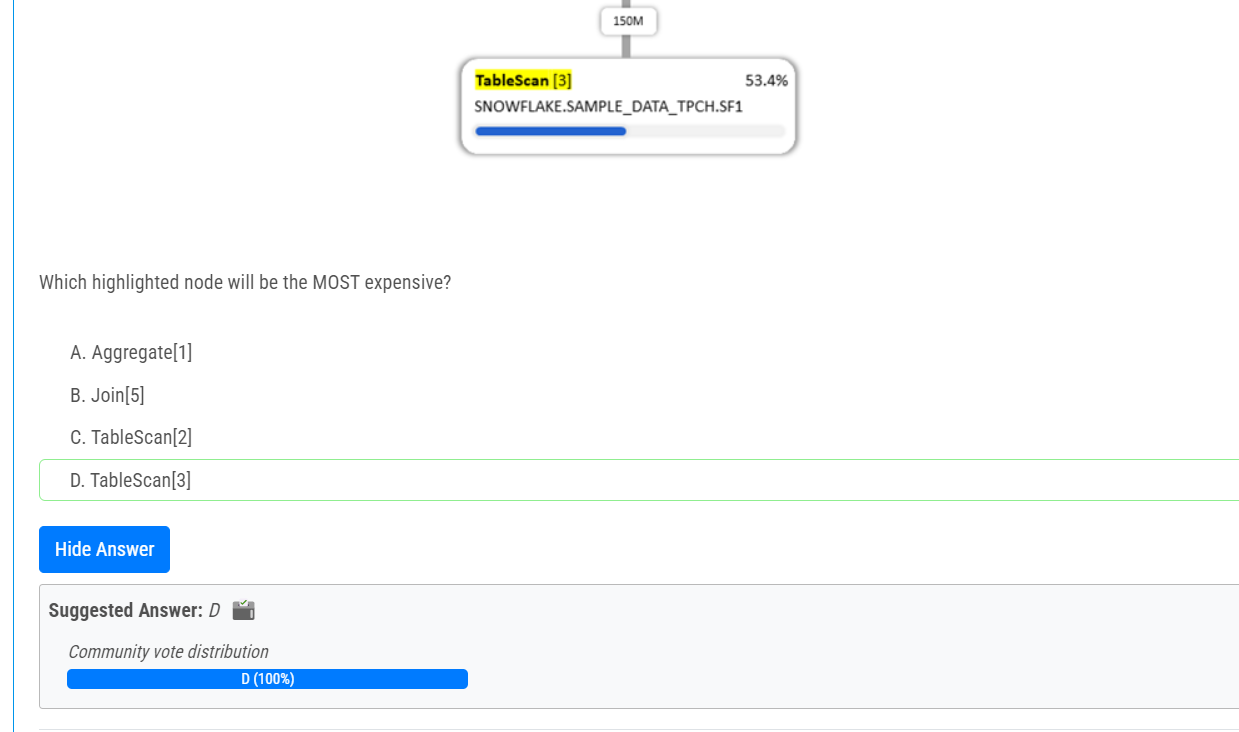 150M
TableScan [3] 53.4%
SNOWFLAKE.SAMPLE_DATA_TPCH.SF1
Which highlighted node will be the MOST expensive?
A. Aggregate[1]
B. Join[5]
C. TableScan[2]
D. TableScan[3]
Hide Answer
Suggested Answer: D
Community vote distribution
D (100%)